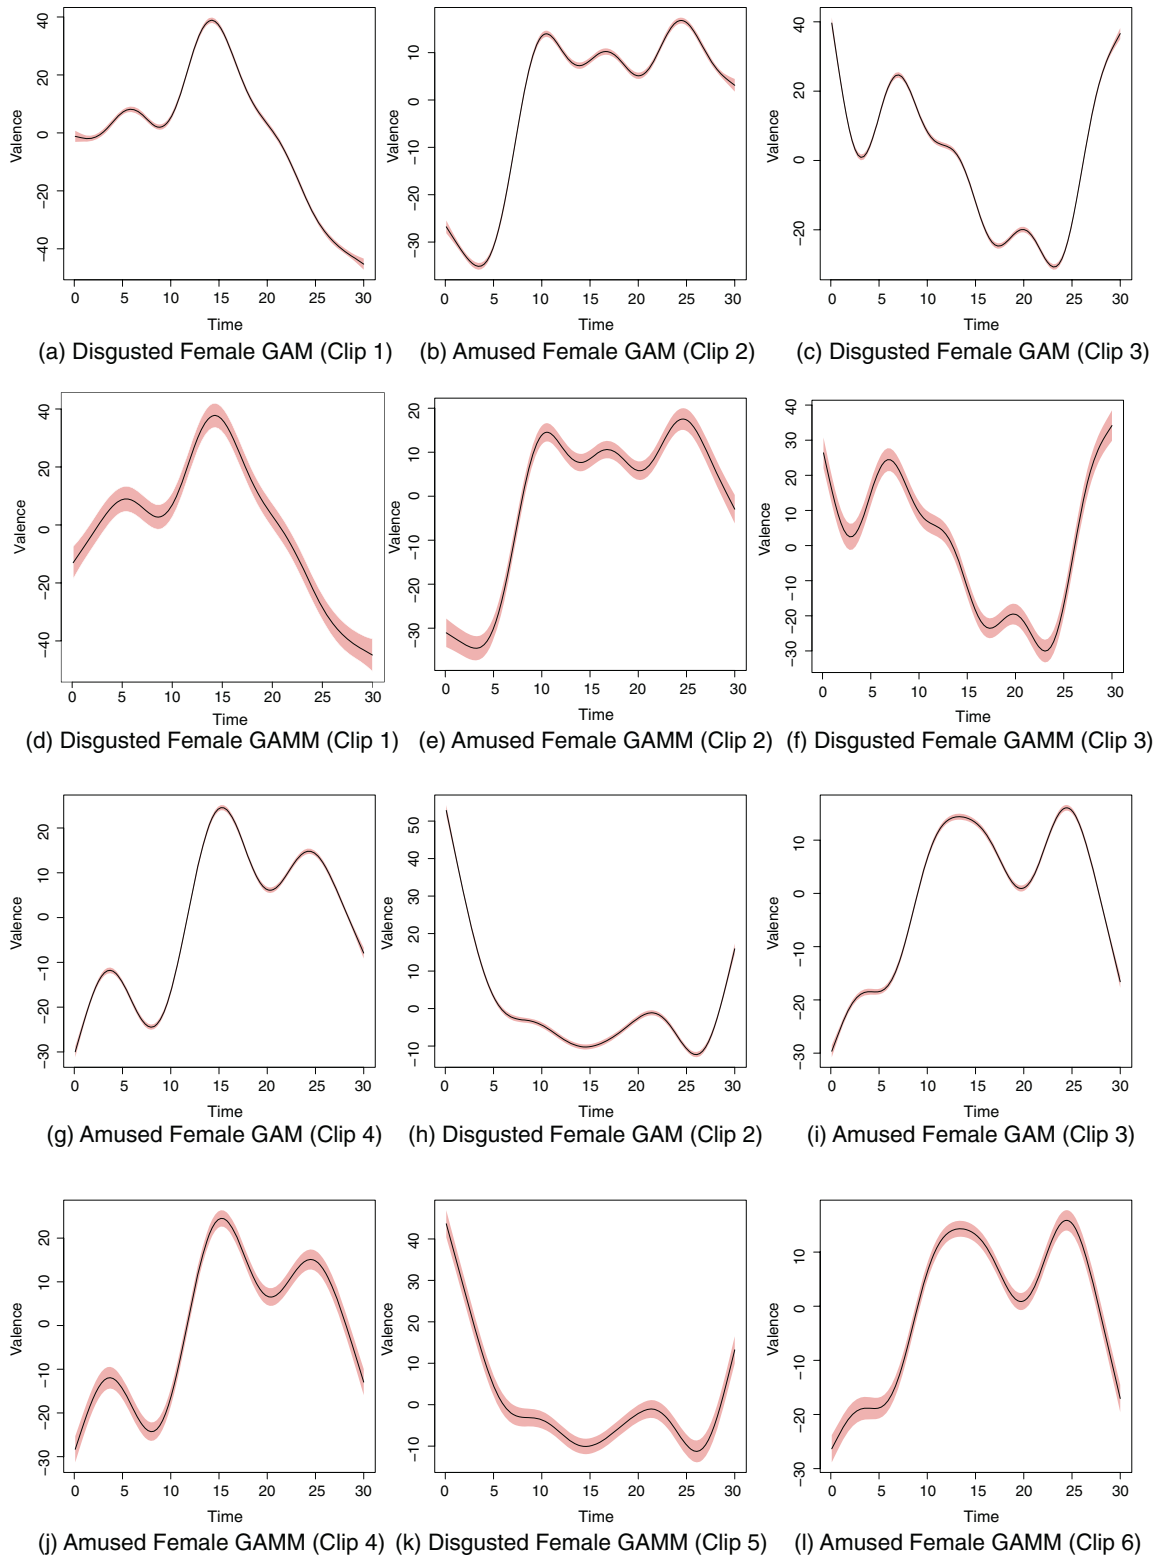 40
20
0
−20
−40
Valence
0 5 10 15 20 25 30
Time
(a) Disgusted Female GAM (Clip 1)
10
0
−10
−20
−30
Valence
0 5 10 15 20 25 30
Time
(b) Amused Female GAM (Clip 2)
40
20
0
−20
Valence
0 5 10 15 20 25 30
Time
(c) Disgusted Female GAM (Clip 3)
40
20
0
−20
−40
Valence
0 5 10 15 20 25 30
Time
(d) Disgusted Female GAMM (Clip 1)
20
10
0
−10
−20
−30
Valence
0 5 10 15 20 25 30
Time
(e) Amused Female GAMM (Clip 2)
40
30
20
10
0
−10
−20
−30
Valence
0 5 10 15 20 25 30
Time
(f) Disgusted Female GAMM (Clip 3)
20
10
0
−10
−20
−30
Valence
0 5 10 15 20 25 30
Time
(g) Amused Female GAM (Clip 4)
50
40
30
20
10
0
−10
Valence
0 5 10 15 20 25 30
Time
(h) Disgusted Female GAM (Clip 2)
10
0
−10
−20
−30
Valence
0 5 10 15 20 25 30
Time
(i) Amused Female GAM (Clip 3)
20
10
0
−10
−20
−30
Valence
0 5 10 15 20 25 30
Time
(j) Amused Female GAMM (Clip 4)
40
30
20
10
0
−10
Valence
0 5 10 15 20 25 30
Time
(k) Disgusted Female GAMM (Clip 5)
10
0
−10
−20
−30
Valence
0 5 10 15 20 25 30
Time
(l) Amused Female GAMM (Clip 6)